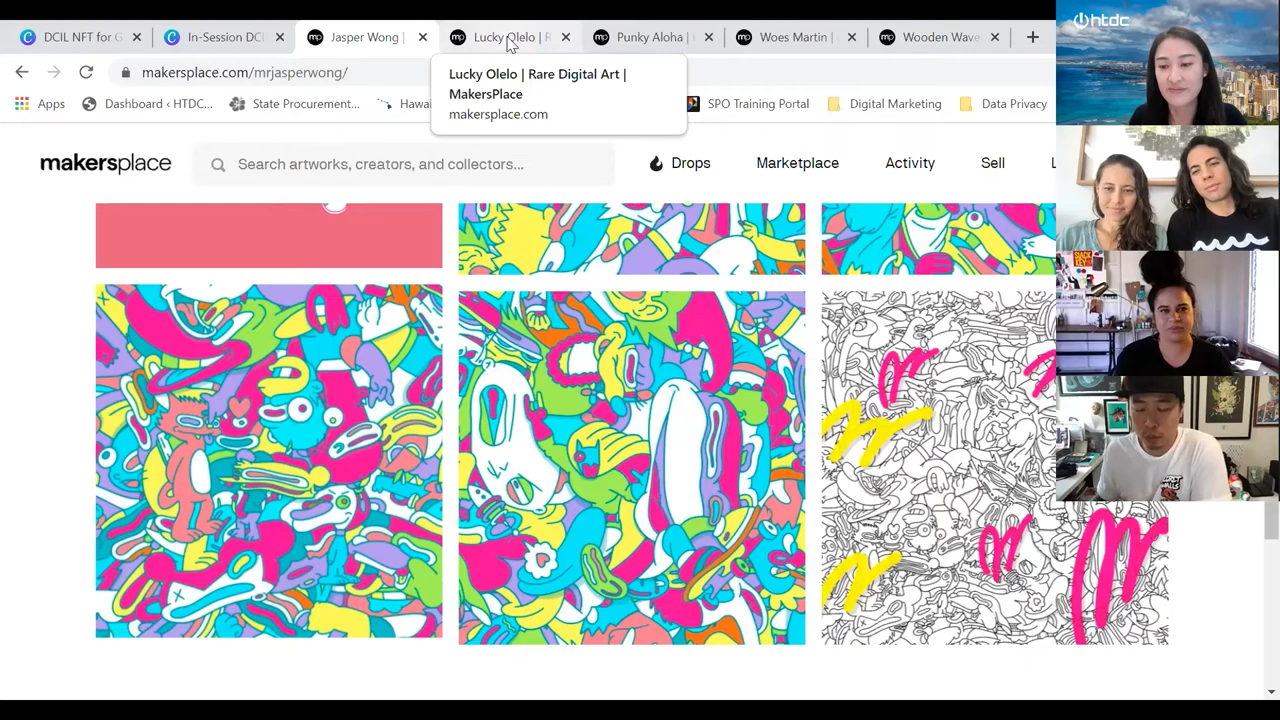 DCIL NFT for G
In-Session DCI
Jasper Wong |
Lucky Olelo | R
Punky Aloha |
Woes Martin |
Wooden Wave
makersplace.com/mrjasperwong/
Lucky Olelo | Rare Digital Art |
MakersPlace
makersplace.com
Apps
Dashboard ‹ HTDC...
State Procurement...
Hawai
SPO Training Portal
Digital Marketing
Data Privacy
makersplace
Search artworks, creators, and collectors...
Drops
Marketplace
Activity
Sell
L
htdc
SLACK
KEY